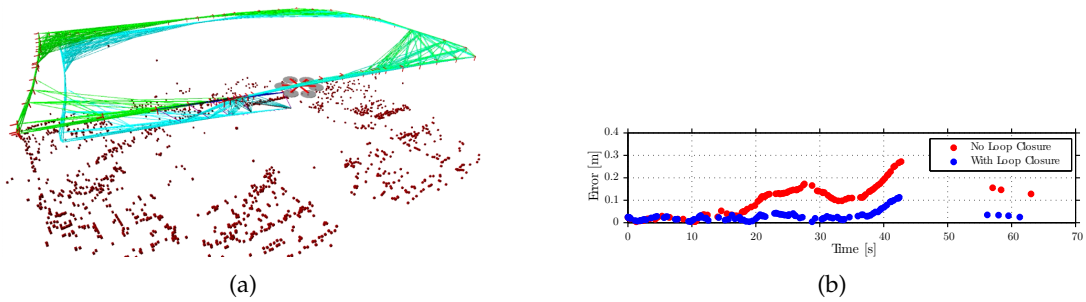 0.4
0.3
0.2
0.1
0
Error [m]
No Loop Closure
With Loop Closure
0 10 20 30 40 50 60 70
Time [s]
(a) (b)